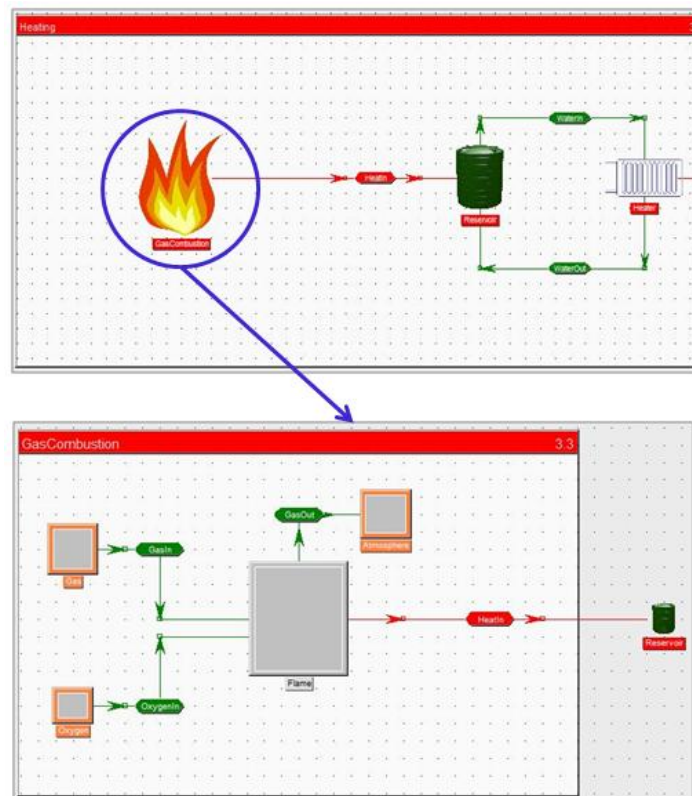 Heating
WaterIn
HeatIn
Reservoir
Heater
GasCombustion
WaterOut
GasCombustion 3.3
GasOut
Atmosphere
GasIn
Gas
HeatIn
Reservoir
Flame
OxygenIn
Oxygen